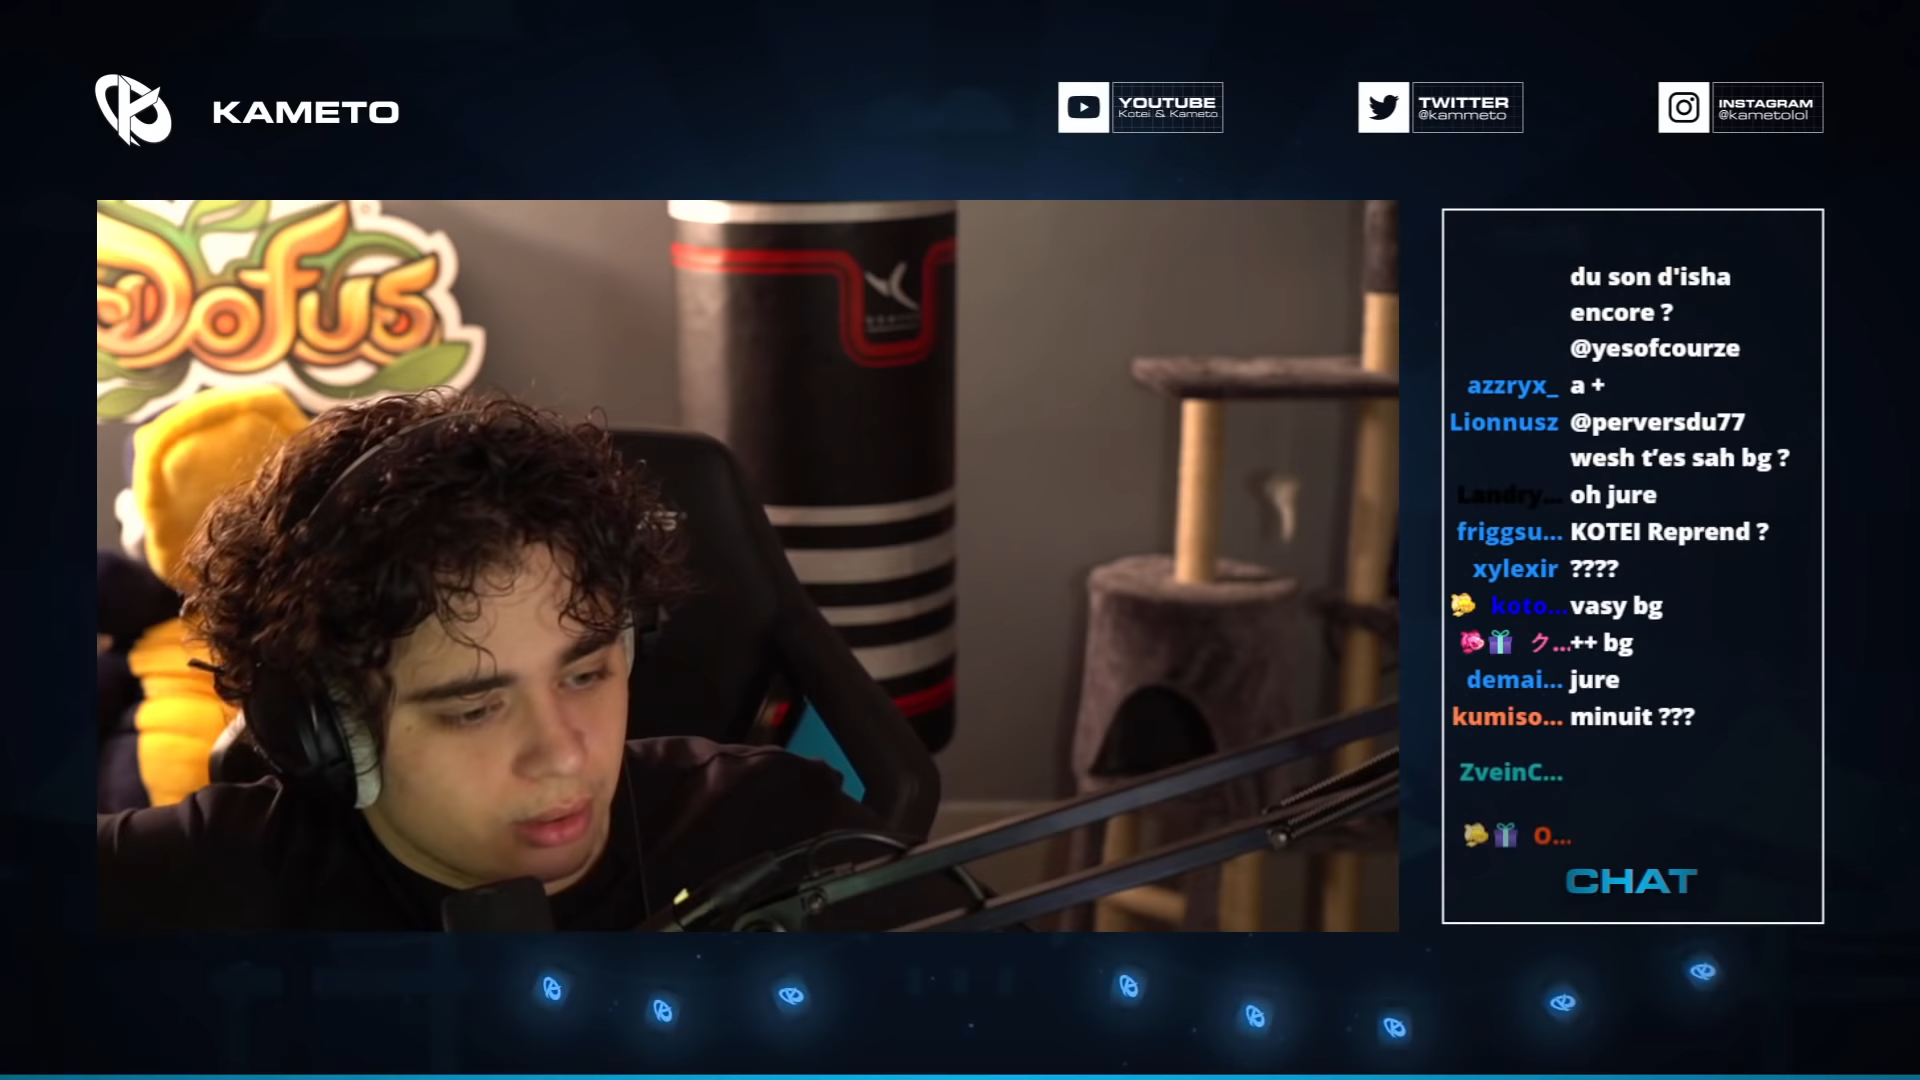 KAMETO
YOUTUBE
Kotei & Kameto
TWITTER
@kammeto
INSTAGRAM
@kametolol
Dofus
du son d'isha
encore ?
@yesofcourze
azzryx_ a +
Lionnusz @perversdu77
wesh t'es sah bg ?
Landry... oh jure
friggsu... KOTEI Reprend ?
xylexir ????
koto... vasy bg
ク... ++ bg
demai... jure
kumiso... minuit ???
ZveinC...
O...
CHAT